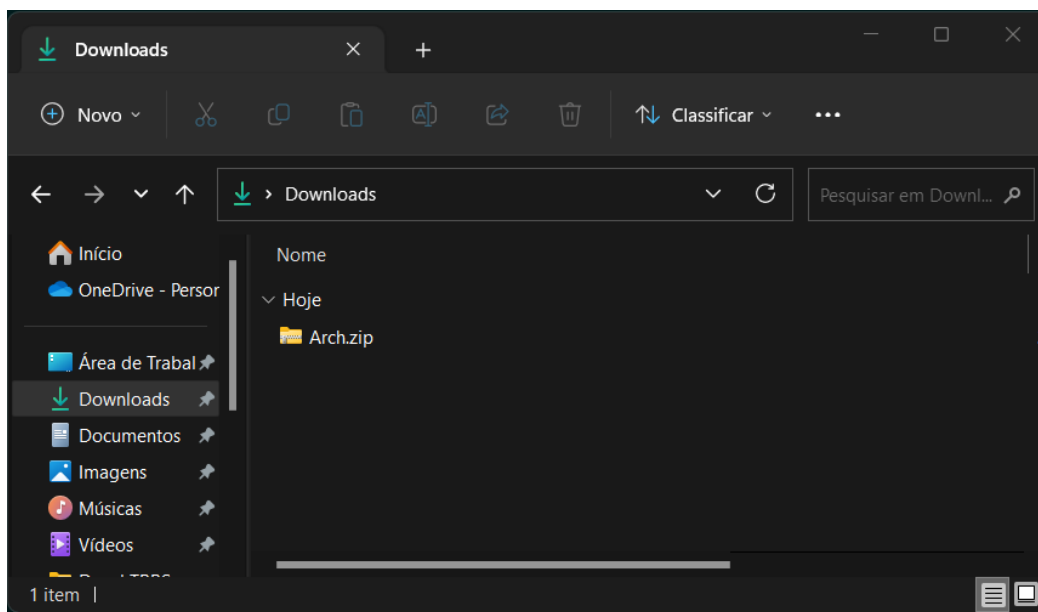 Downloads
Novo
Classificar
Downloads
Pesquisar em Downl...
Início
OneDrive - Persor
Área de Trabal
Downloads
Documentos
Imagens
Músicas
Vídeos
Nome
Hoje
Arch.zip
1 item